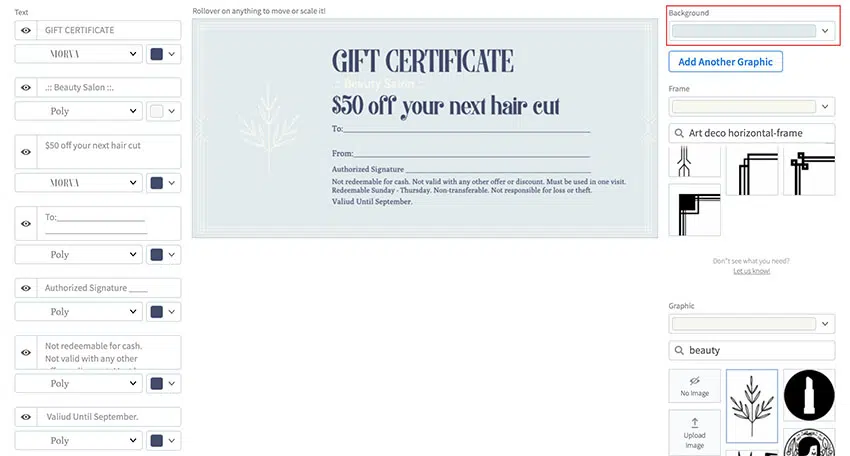 Text
GIFT CERTIFICATE
MORVA
.:: Beauty Salon ::.
Poly
$50 off your next hair cut
MORVA
To:____________________
_______________________
Poly
Authorized Signature ____
Poly
Not redeemable for cash.
Not valid with any other
Poly
Valiud Until September.
Poly
Rollover on anything to move or scale it!
GIFT CERTIFICATE
.:: Beauty Salon ::.
$50 off your next hair cut
To:
From:
Authorized Signature
Not redeemable for cash. Not valid with any other offer or discount. Must be used in one visit.
Redeemable Sunday - Thursday. Non-transferable. Not responsible for loss or theft.
Valiud Until September.
Background
Add Another Graphic
Frame
Art deco horizontal-frame
Don"t see what you need?
Let us know!
Graphic
beauty
No Image
Upload
Image